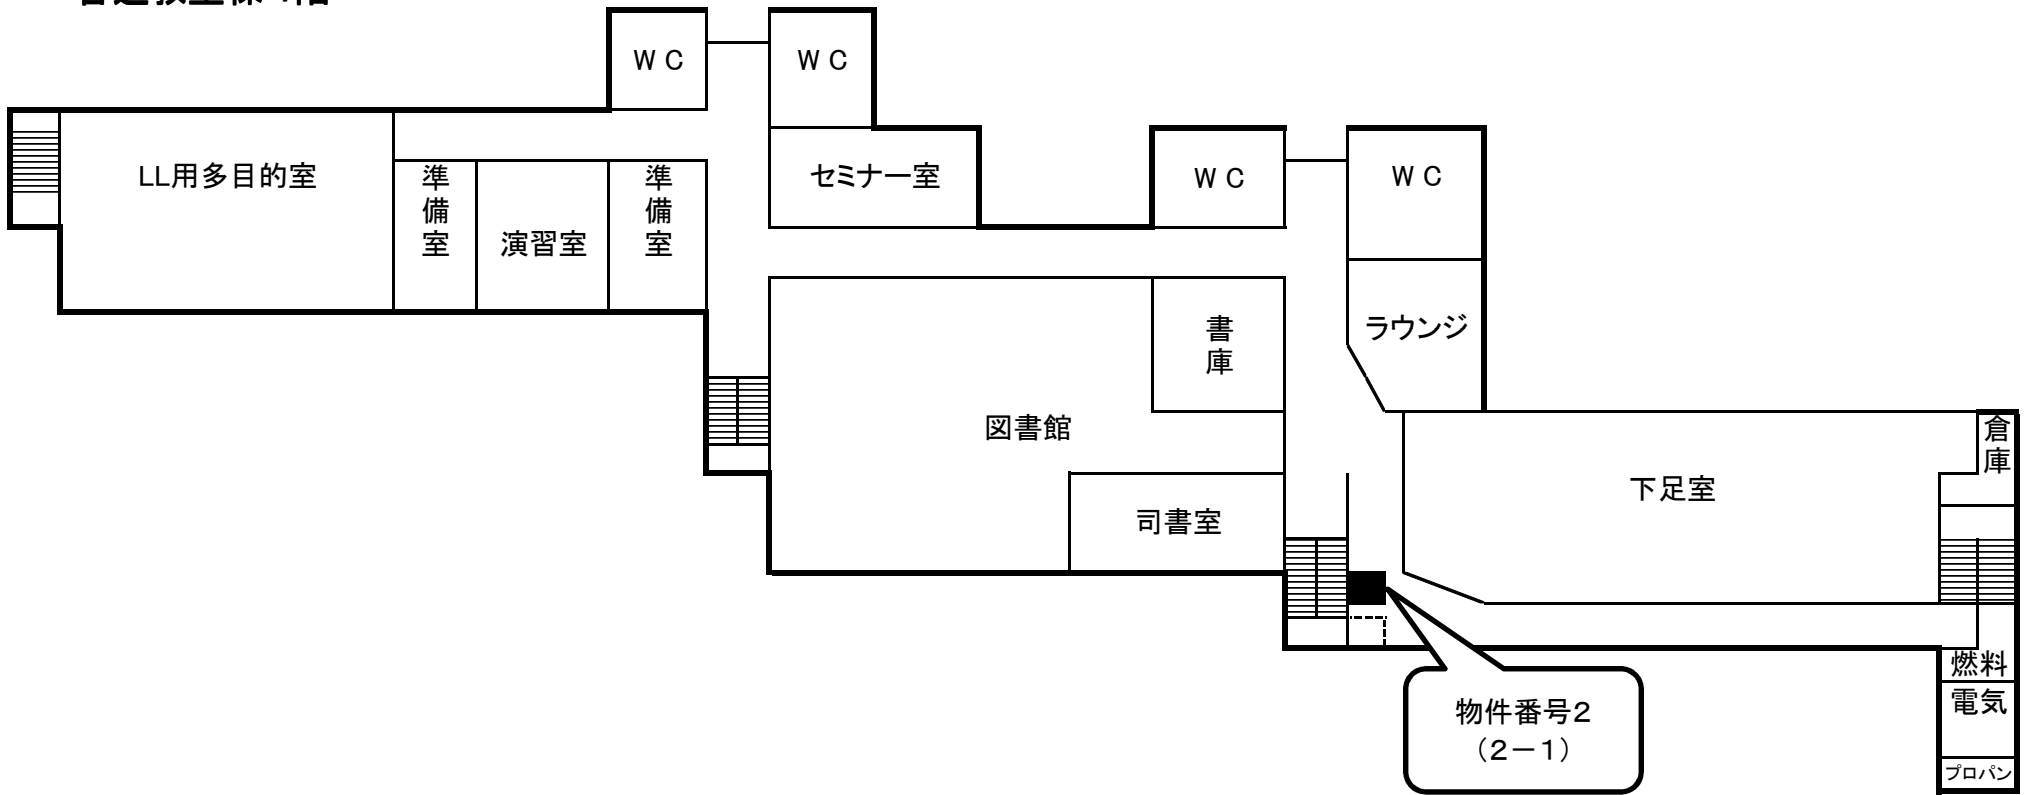 WC
WC
LL用多目的室
準備室
演習室
準備室
セミナー室
WC
WC
書庫
ラウンジ
図書館
司書室
下足室
倉庫
燃料
電気
プロパン
物件番号2
(2-1)